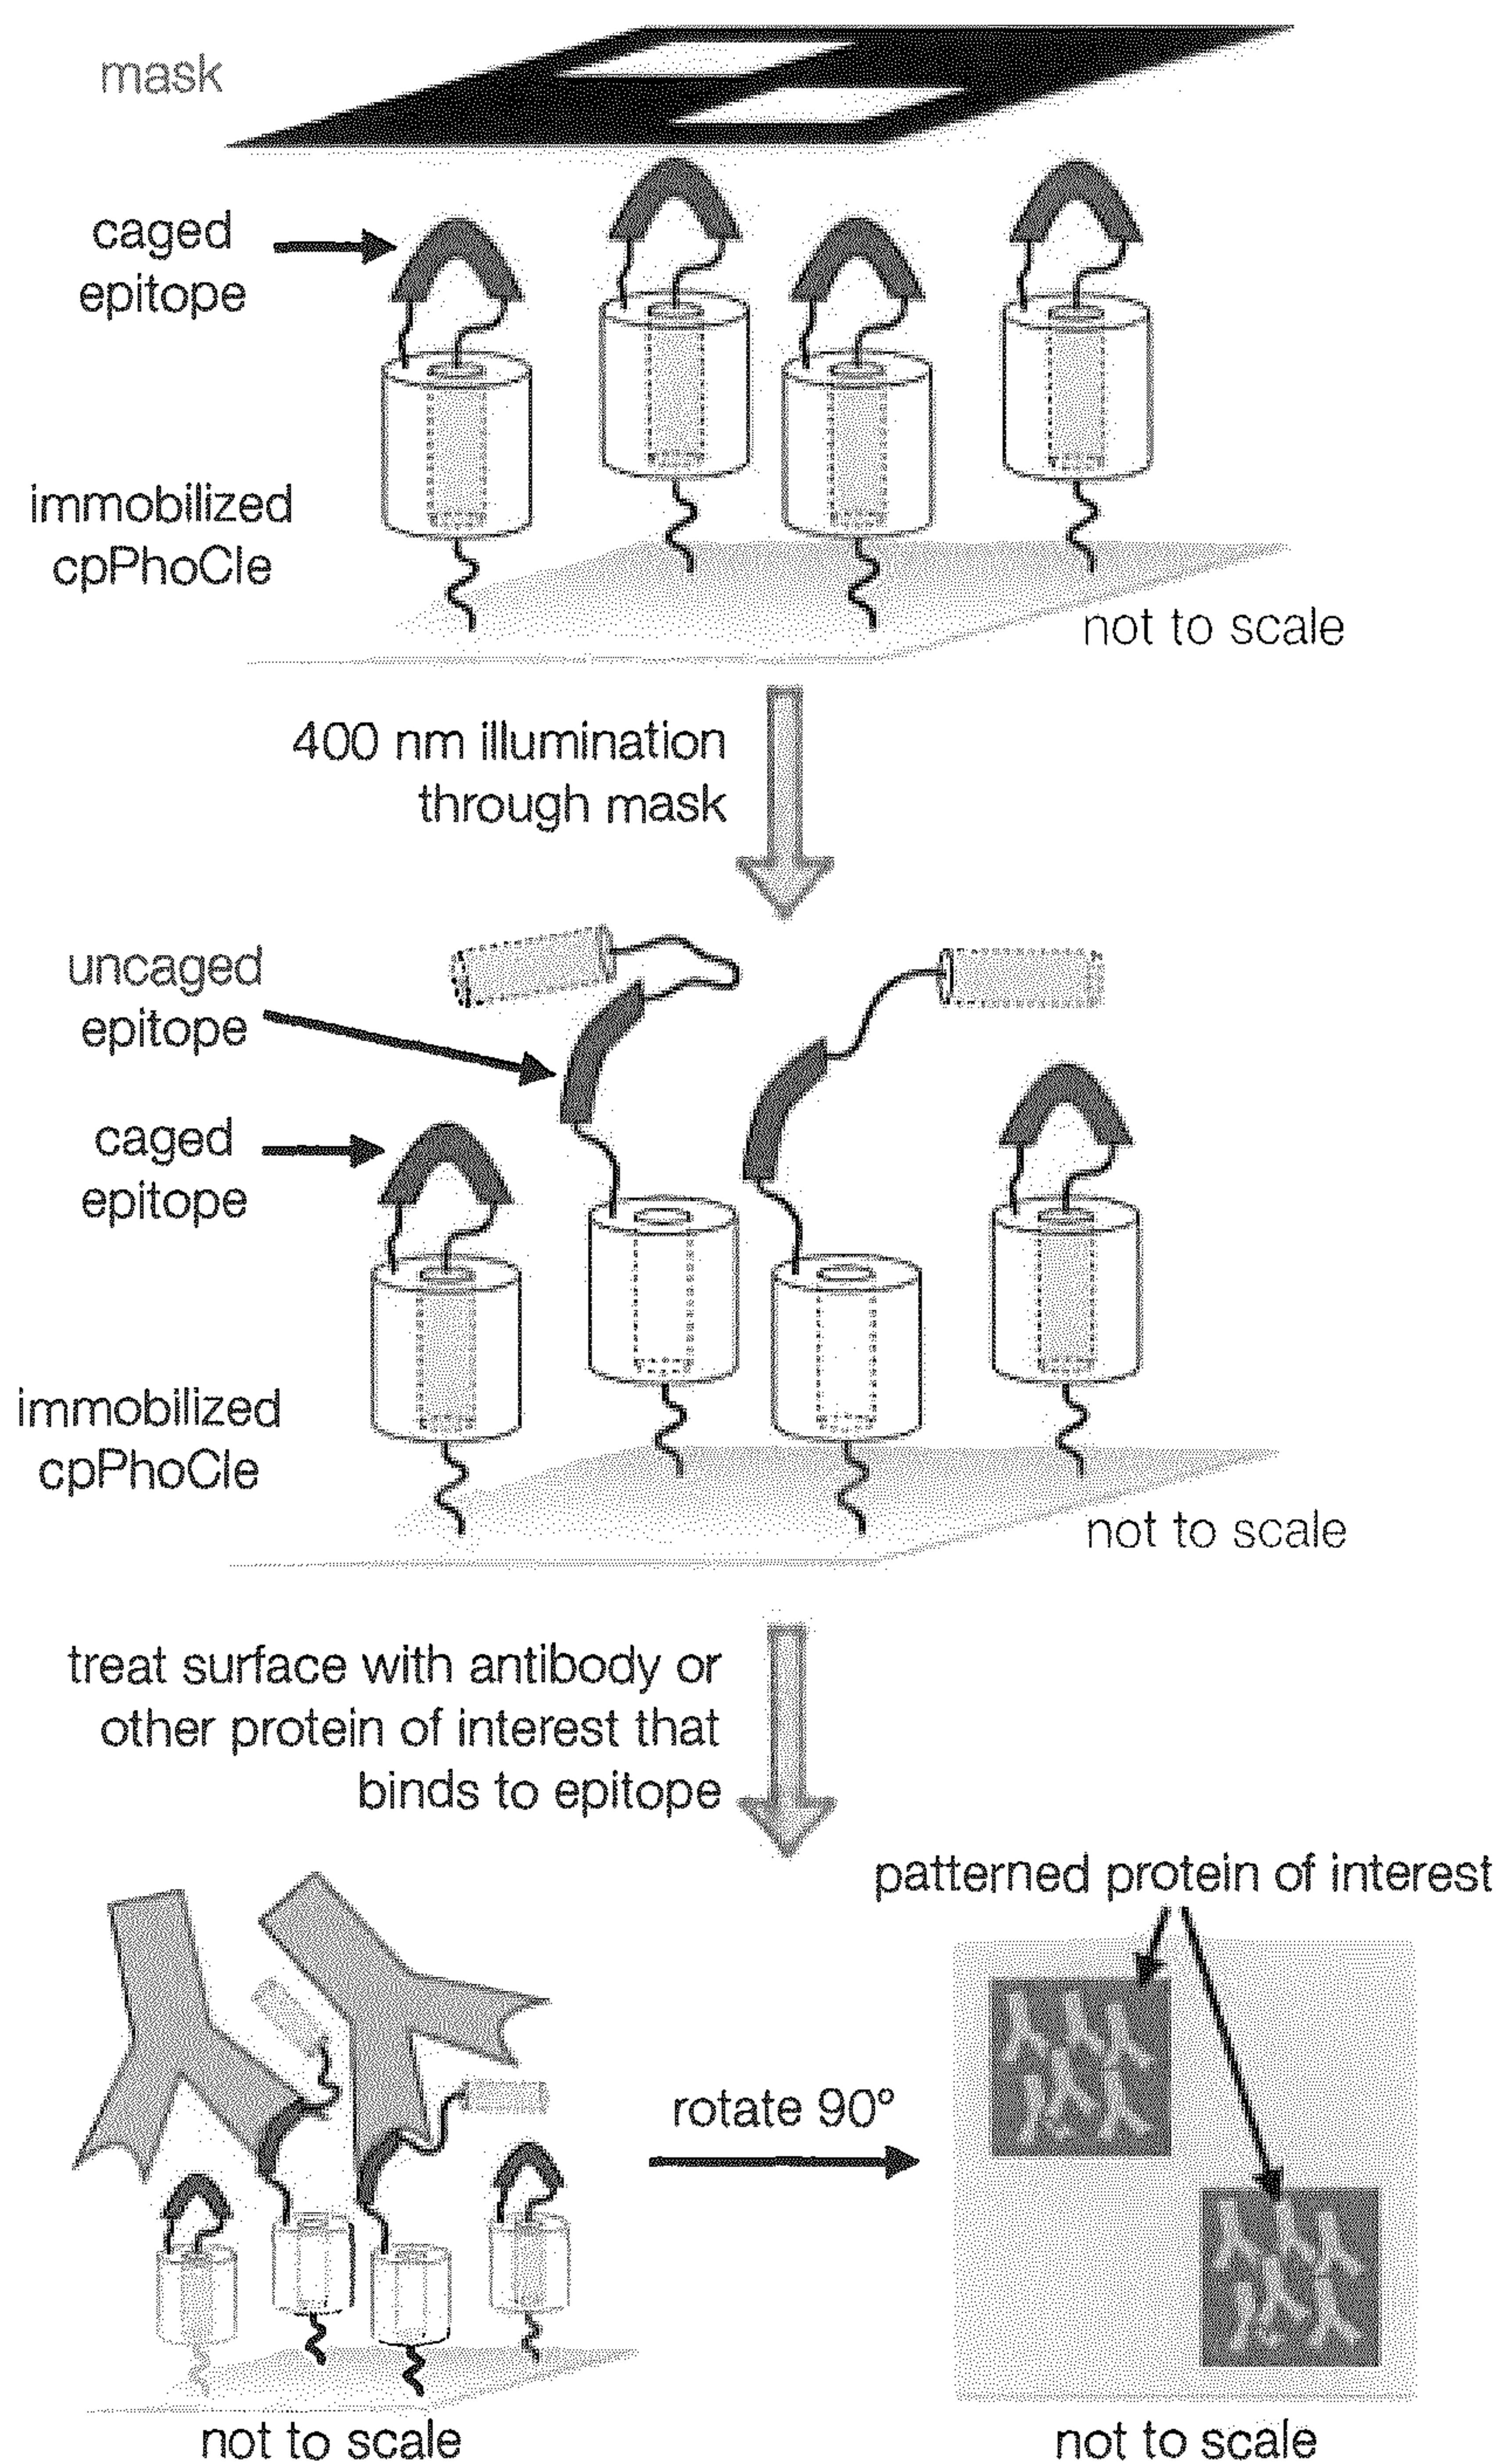 mask
caged
epitope
immobilized
cpPhoCle
not to scale
400 nm illumination
through mask
uncaged
epitope
caged
epitope
immobilized
cpPhoCle
not to scale
treat surface with antibody or
other protein of interest that
binds to epitope
patterned protein of interest
rotate 90º
not to scale
not to scale